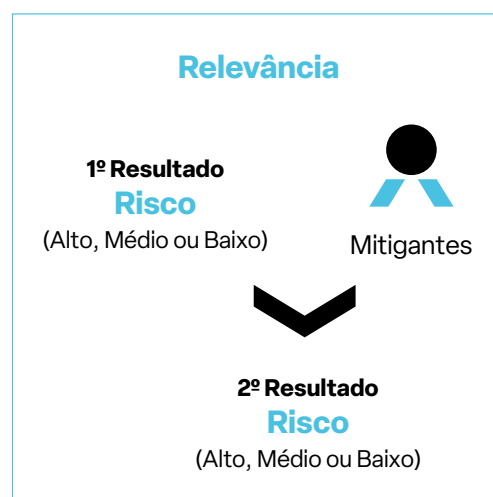 Relevância
1º Resultado
Risco
(Alto, Médio ou Baixo)
Mitigantes
2º Resultado
Risco
(Alto, Médio ou Baixo)